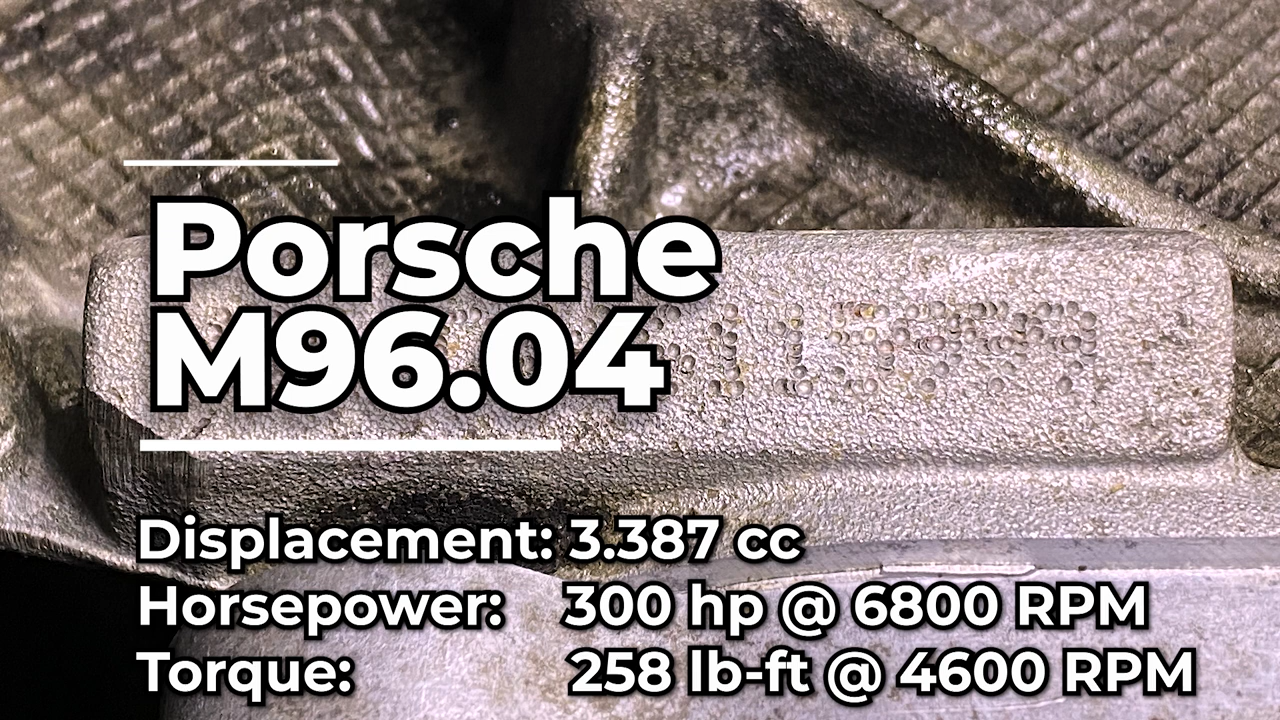 Porsche
M96.04
Displacement: 3.387 cc
Horsepower: 300 hp @ 6800 RPM
Torque: 258 lb-ft @ 4600 RPM